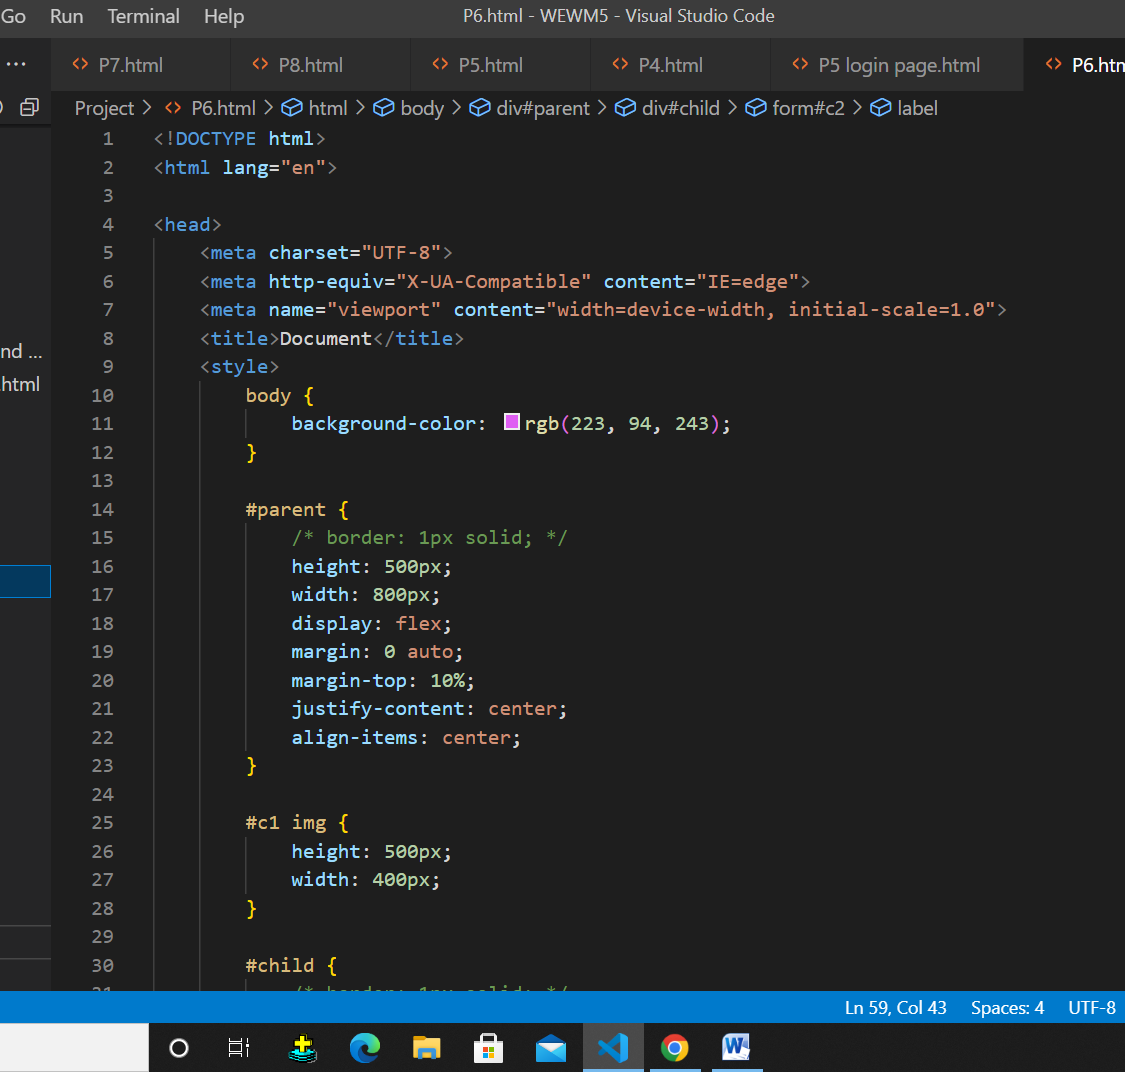 Go Run Terminal Help P6.html - WEWM5 - Visual Studio Code
P7.html P8.html P5.html P4.html P5 login page.html P6.htm
Project > P6.html > html > body > div#parent > div#child > form#c2 > label
1 <!DOCTYPE html>
2 <html lang="en">
3
4 <head>
5 <meta charset="UTF-8">
6 <meta http-equiv="X-UA-Compatible" content="IE=edge">
7 <meta name="viewport" content="width=device-width, initial-scale=1.0">
8 <title>Document</title>
nd ...
9 <style>
html
10 body {
11 background-color: rgb(223, 94, 243);
12 }
13
14 #parent {
15 /* border: 1px solid; */
16 height: 500px;
17 width: 800px;
18 display: flex;
19 margin: 0 auto;
20 margin-top: 10%;
21 justify-content: center;
22 align-items: center;
23 }
24
25 #c1 img {
26 height: 500px;
27 width: 400px;
28 }
29
30 #child {
31 /* border: 1px solid; */
Ln 59, Col 43 Spaces: 4 UTF-8
W